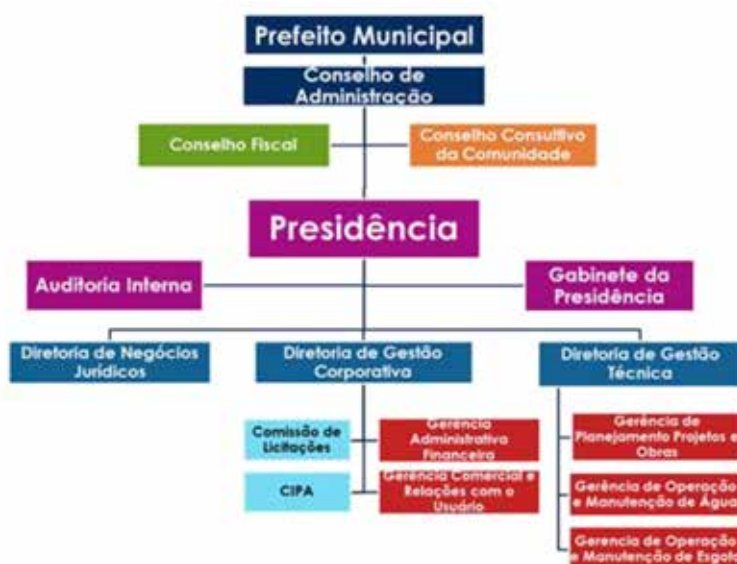 Prefeito Municipal
Conselho de
Administração
Conselho Fiscal
Conselho Consultivo
da Comunidade
Presidência
Auditoria Interna
Gabinete da
Presidência
Diretoria de Negócios
Jurídicos
Diretoria de Gestão
Corporativa
Diretoria de Gestão
Técnica
Comissão de
Licitações
Gerência
Administrativa
Financeira
CIPA
Gerência Comercial e
Relações com o
Usuário
Gerência de
Planejamento Projetos e
Obras
Gerência de Operação
e Manutenção de Água
Gerencia de Operação
e Manutenção de Esgoto